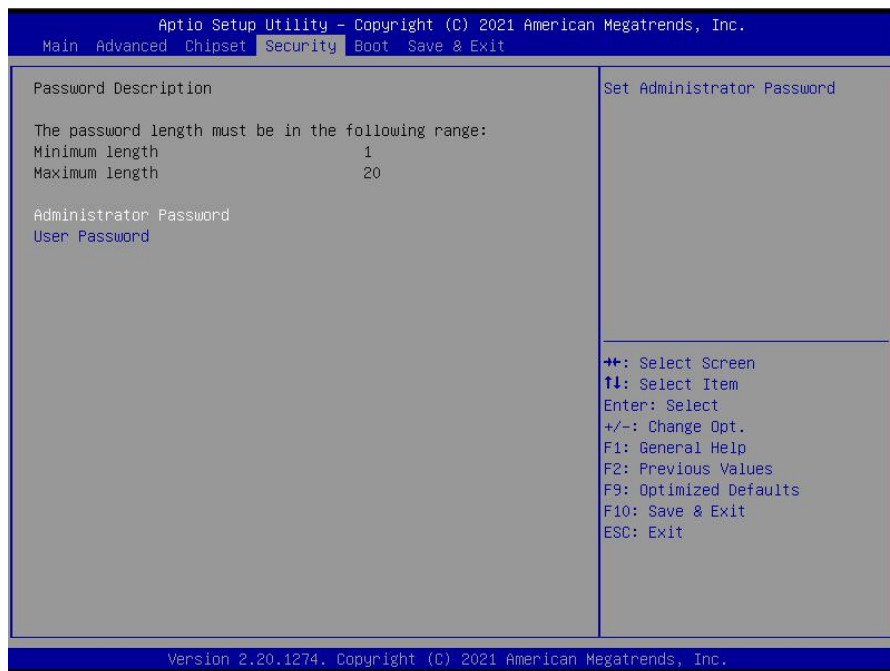 Aptio Setup Utility – Copyright (C) 2021 American Megatrends, Inc.
Main Advanced Chipset Security Boot Save & Exit
Password Description
The password length must be in the following range:
Minimum length 1
Maximum length 20
Administrator Password
User Password
Set Administrator Password
→←: Select Screen
↑↓: Select Item
Enter: Select
+/-: Change Opt.
F1: General Help
F2: Previous Values
F9: Optimized Defaults
F10: Save & Exit
ESC: Exit
Version 2.20.1274. Copyright (C) 2021 American Megatrends, Inc.